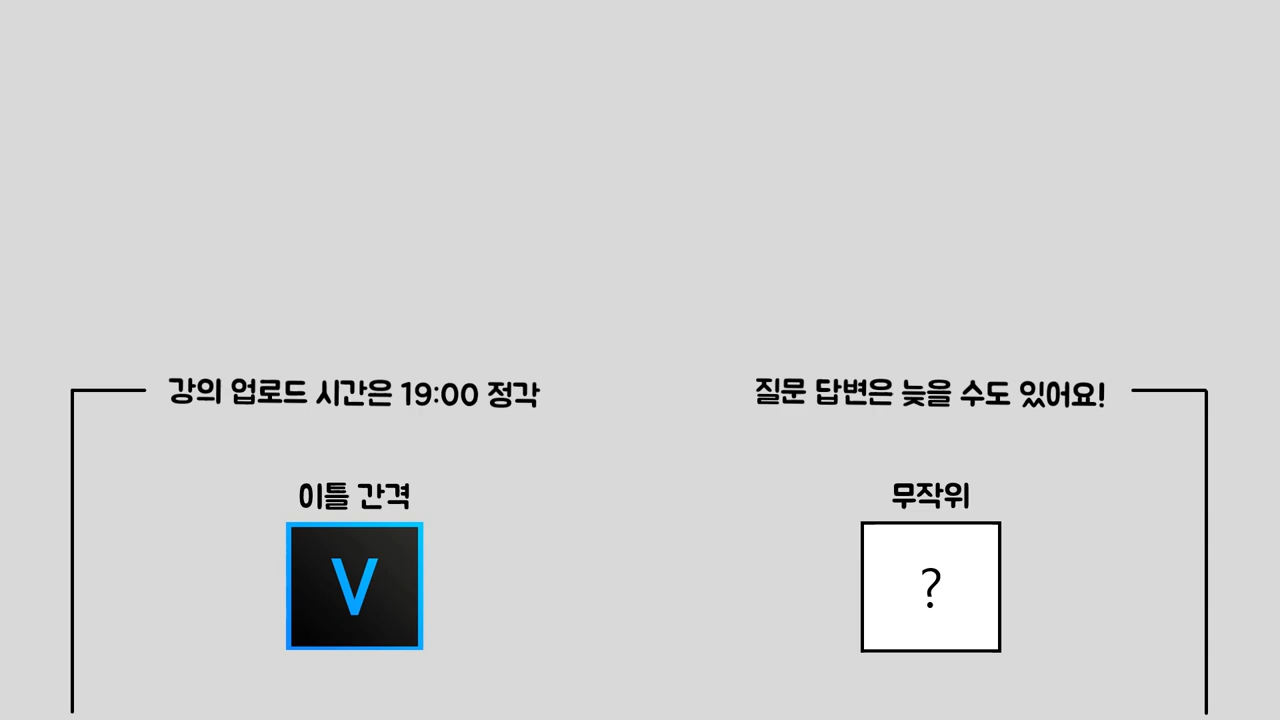 강의 업로드 시간은 19:00 정각
질문 답변은 늦을 수도 있어요!
이틀 간격
무작위
V
?